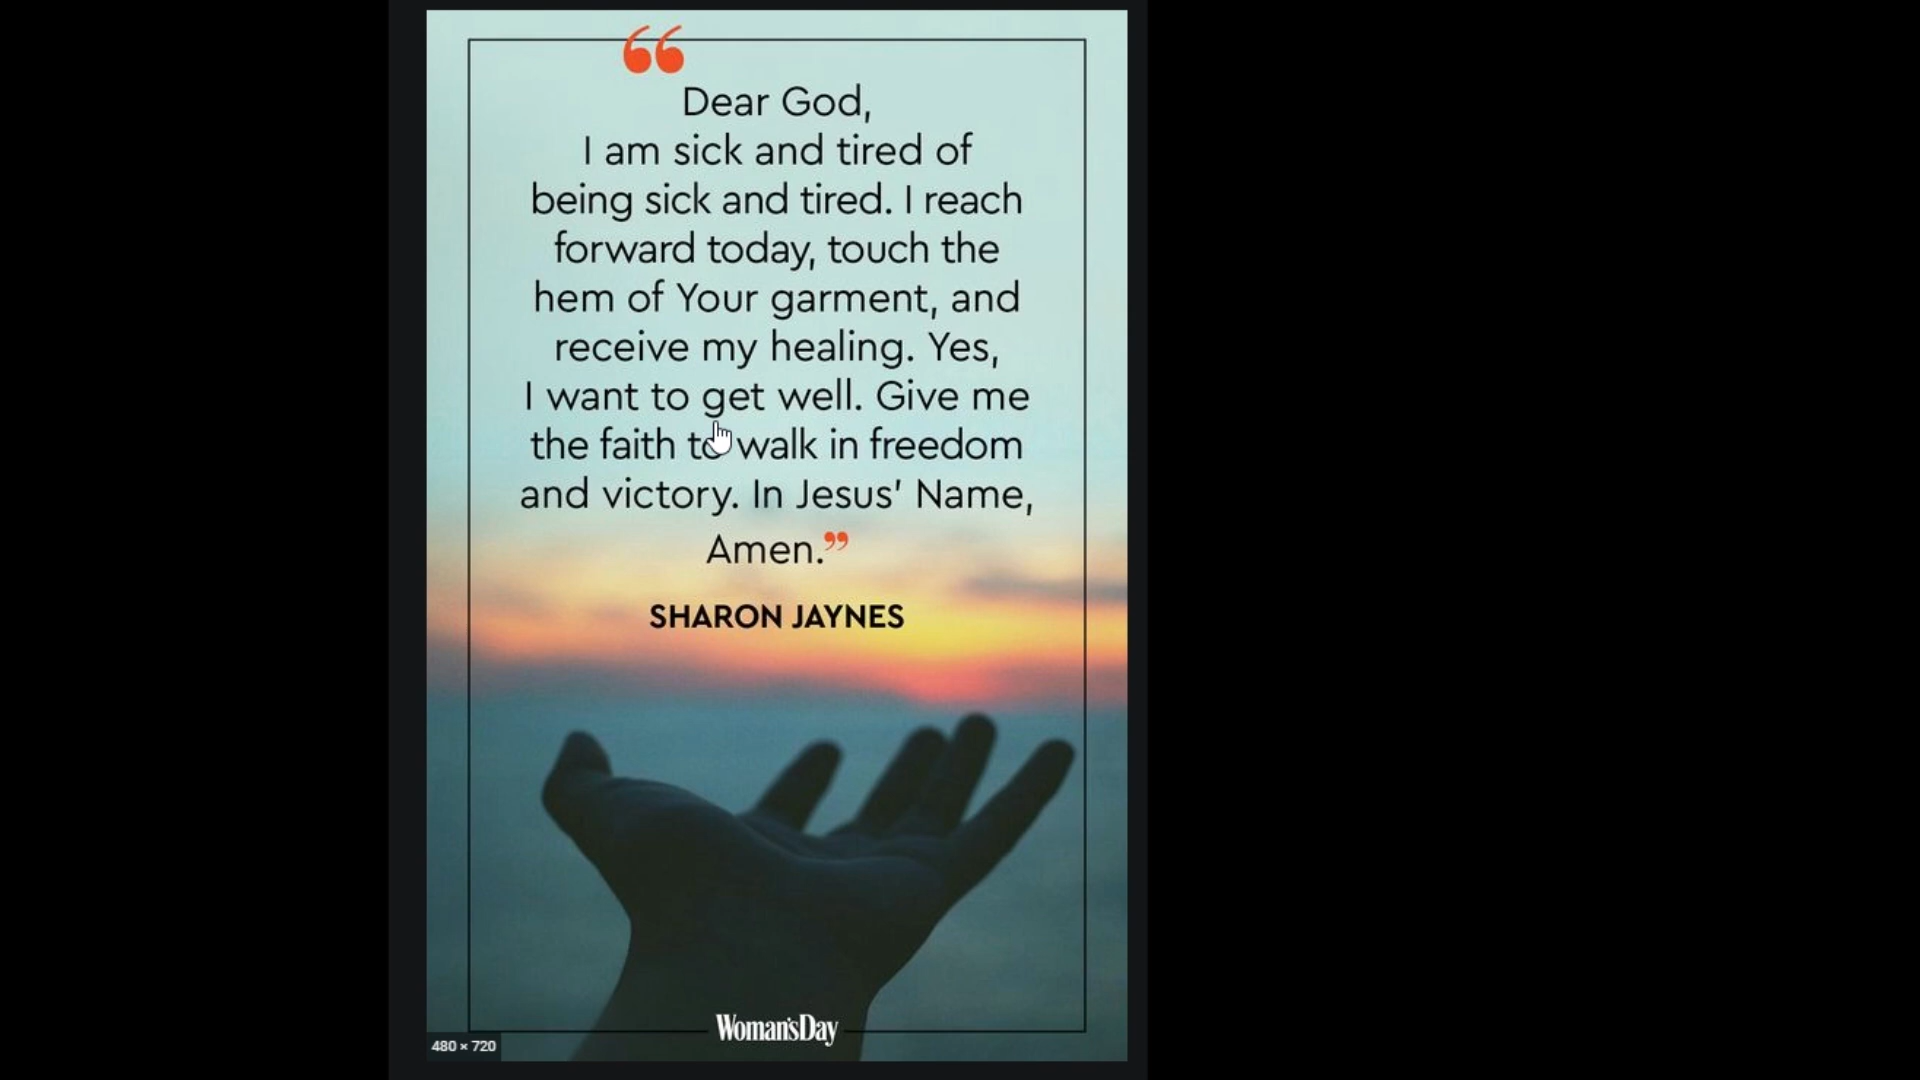 “
Dear God,
I am sick and tired of
being sick and tired. I reach
forward today, touch the
hem of Your garment, and
receive my healing. Yes,
I want to get well. Give me
the faith to walk in freedom
and victory. In Jesus’ Name,
Amen.”
SHARON JAYNES
Woman'sDay
480 × 720